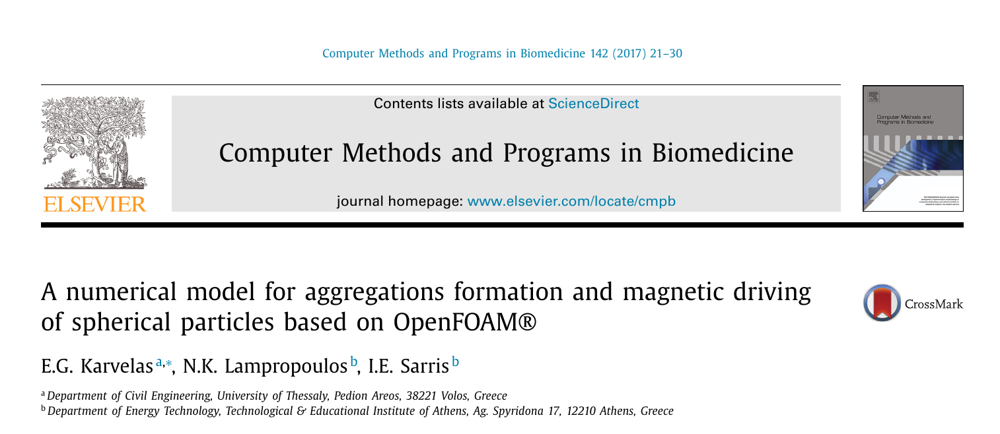 Computer Methods and Programs in Biomedicine 142 (2017) 21–30
Contents lists available at ScienceDirect
Computer Methods and Programs in Biomedicine
journal homepage: www.elsevier.com/locate/cmpb
NON SOLUS
ELSEVIER
Computer Methods and
Programs in Biomedicine
A numerical model for aggregations formation and magnetic driving
of spherical particles based on OpenFOAM®
CrossMark
E.G. Karvelas a,∗, N.K. Lampropoulos b, I.E. Sarris b
a Department of Civil Engineering, University of Thessaly, Pedion Areos, 38221 Volos, Greece
b Department of Energy Technology, Technological & Educational Institute of Athens, Ag. Spyridona 17, 12210 Athens, Greece